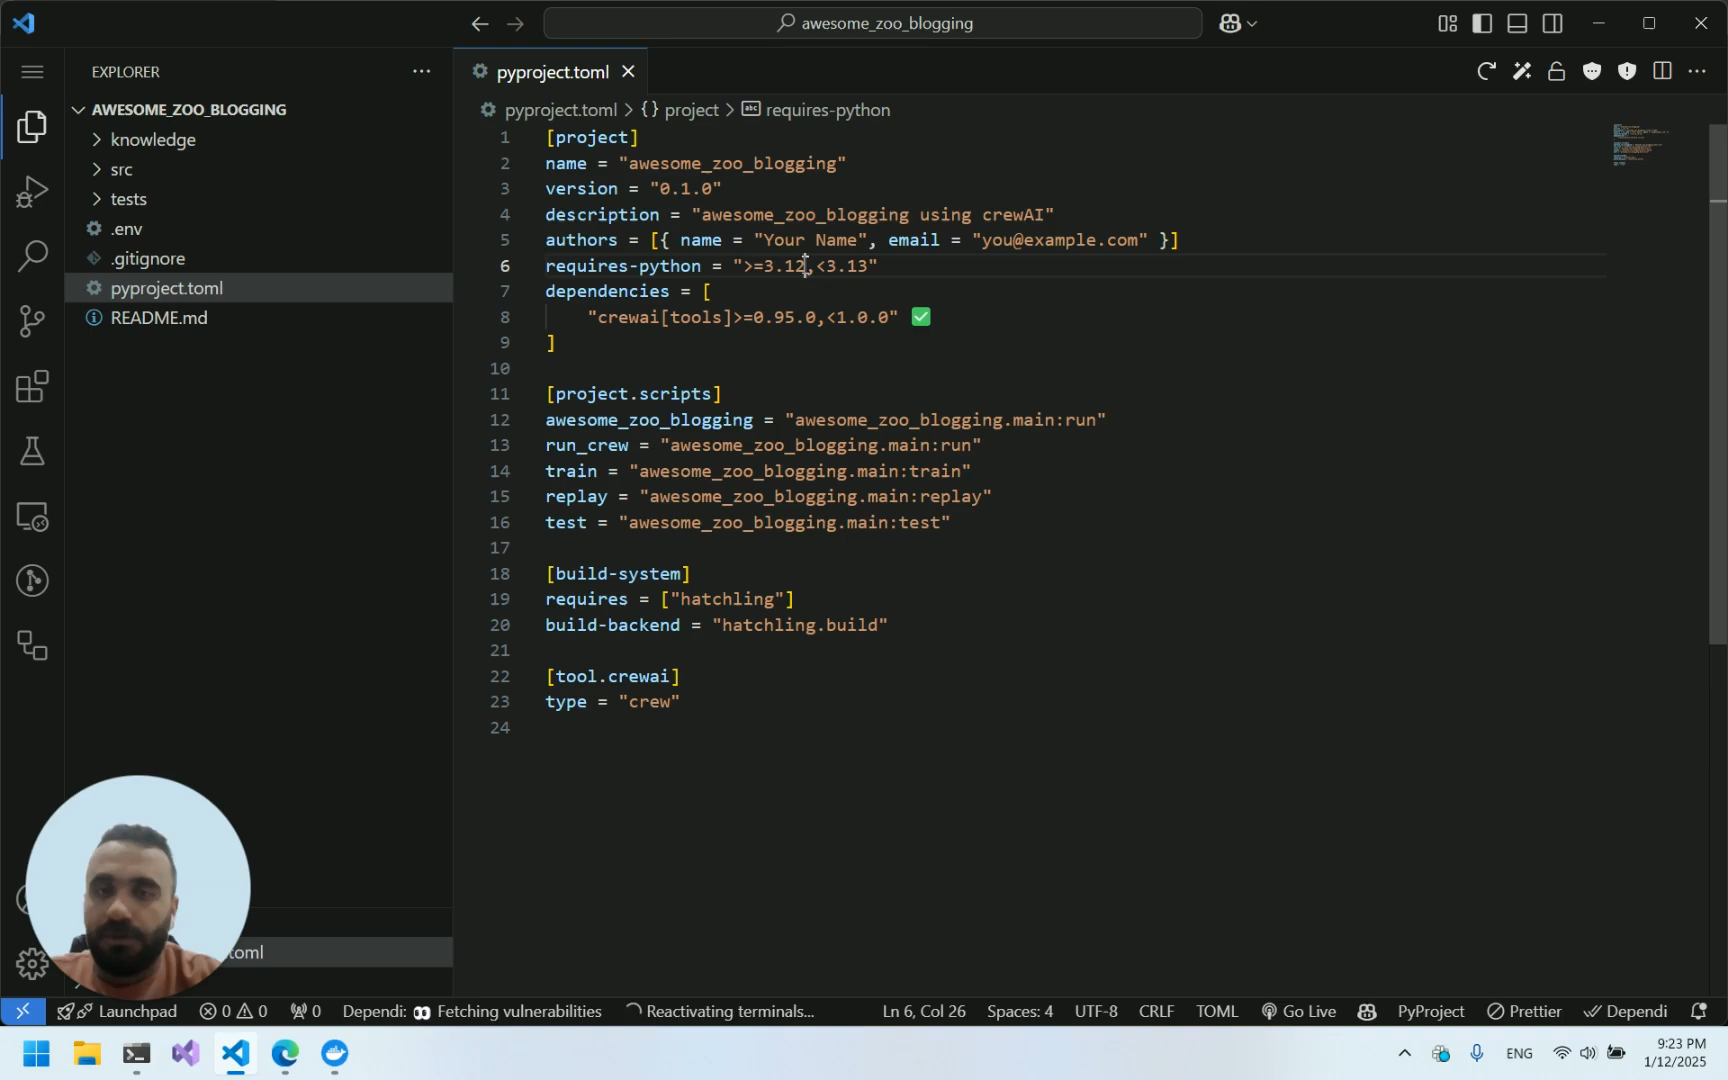 awesome_zoo_blogging
EXPLORER
pyproject.toml
AWESOME_ZOO_BLOGGING
knowledge
src
tests
.env
.gitignore
pyproject.toml
README.md
toml
pyproject.toml > {} project > abc requires-python
1 [project]
2 name = "awesome_zoo_blogging"
3 version = "0.1.0"
4 description = "awesome_zoo_blogging using crewAI"
5 authors = [{ name = "Your Name", email = "you@example.com" }]
6 requires-python = ">=3.12,<3.13"
7 dependencies = [
8 "crewai[tools]>=0.95.0,<1.0.0" ✅
9 ]
10
11 [project.scripts]
12 awesome_zoo_blogging = "awesome_zoo_blogging.main:run"
13 run_crew = "awesome_zoo_blogging.main:run"
14 train = "awesome_zoo_blogging.main:train"
15 replay = "awesome_zoo_blogging.main:replay"
16 test = "awesome_zoo_blogging.main:test"
17
18 [build-system]
19 requires = ["hatchling"]
20 build-backend = "hatchling.build"
21
22 [tool.crewai]
23 type = "crew"
24
Launchpad 0 0 0 Dependi: Fetching vulnerabilities Reactivating terminals... Ln 6, Col 26 Spaces: 4 UTF-8 CRLF TOML Go Live PyProject Prettier Dependi
ENG
9:23 PM
1/12/2025